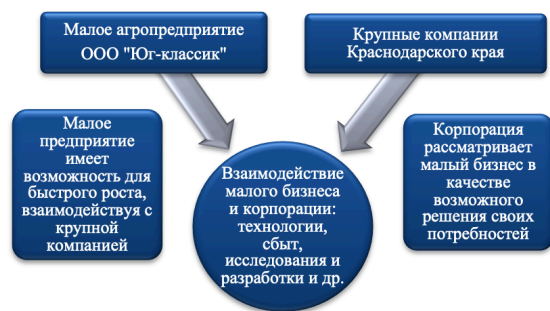 Малое агропредприятие
ООО "Юг-классик"
Крупные компании
Краснодарского края
Малое
предприятие
имеет
возможность для
быстрого роста,
взаимодействуя с
крупной
компанией
Взаимодействие
малого бизнеса
и корпорации:
технологии,
сбыт,
исследования и
разработки и др.
Корпорация
рассматривает
малый бизнес в
качестве
возможного
решения своих
потребностей